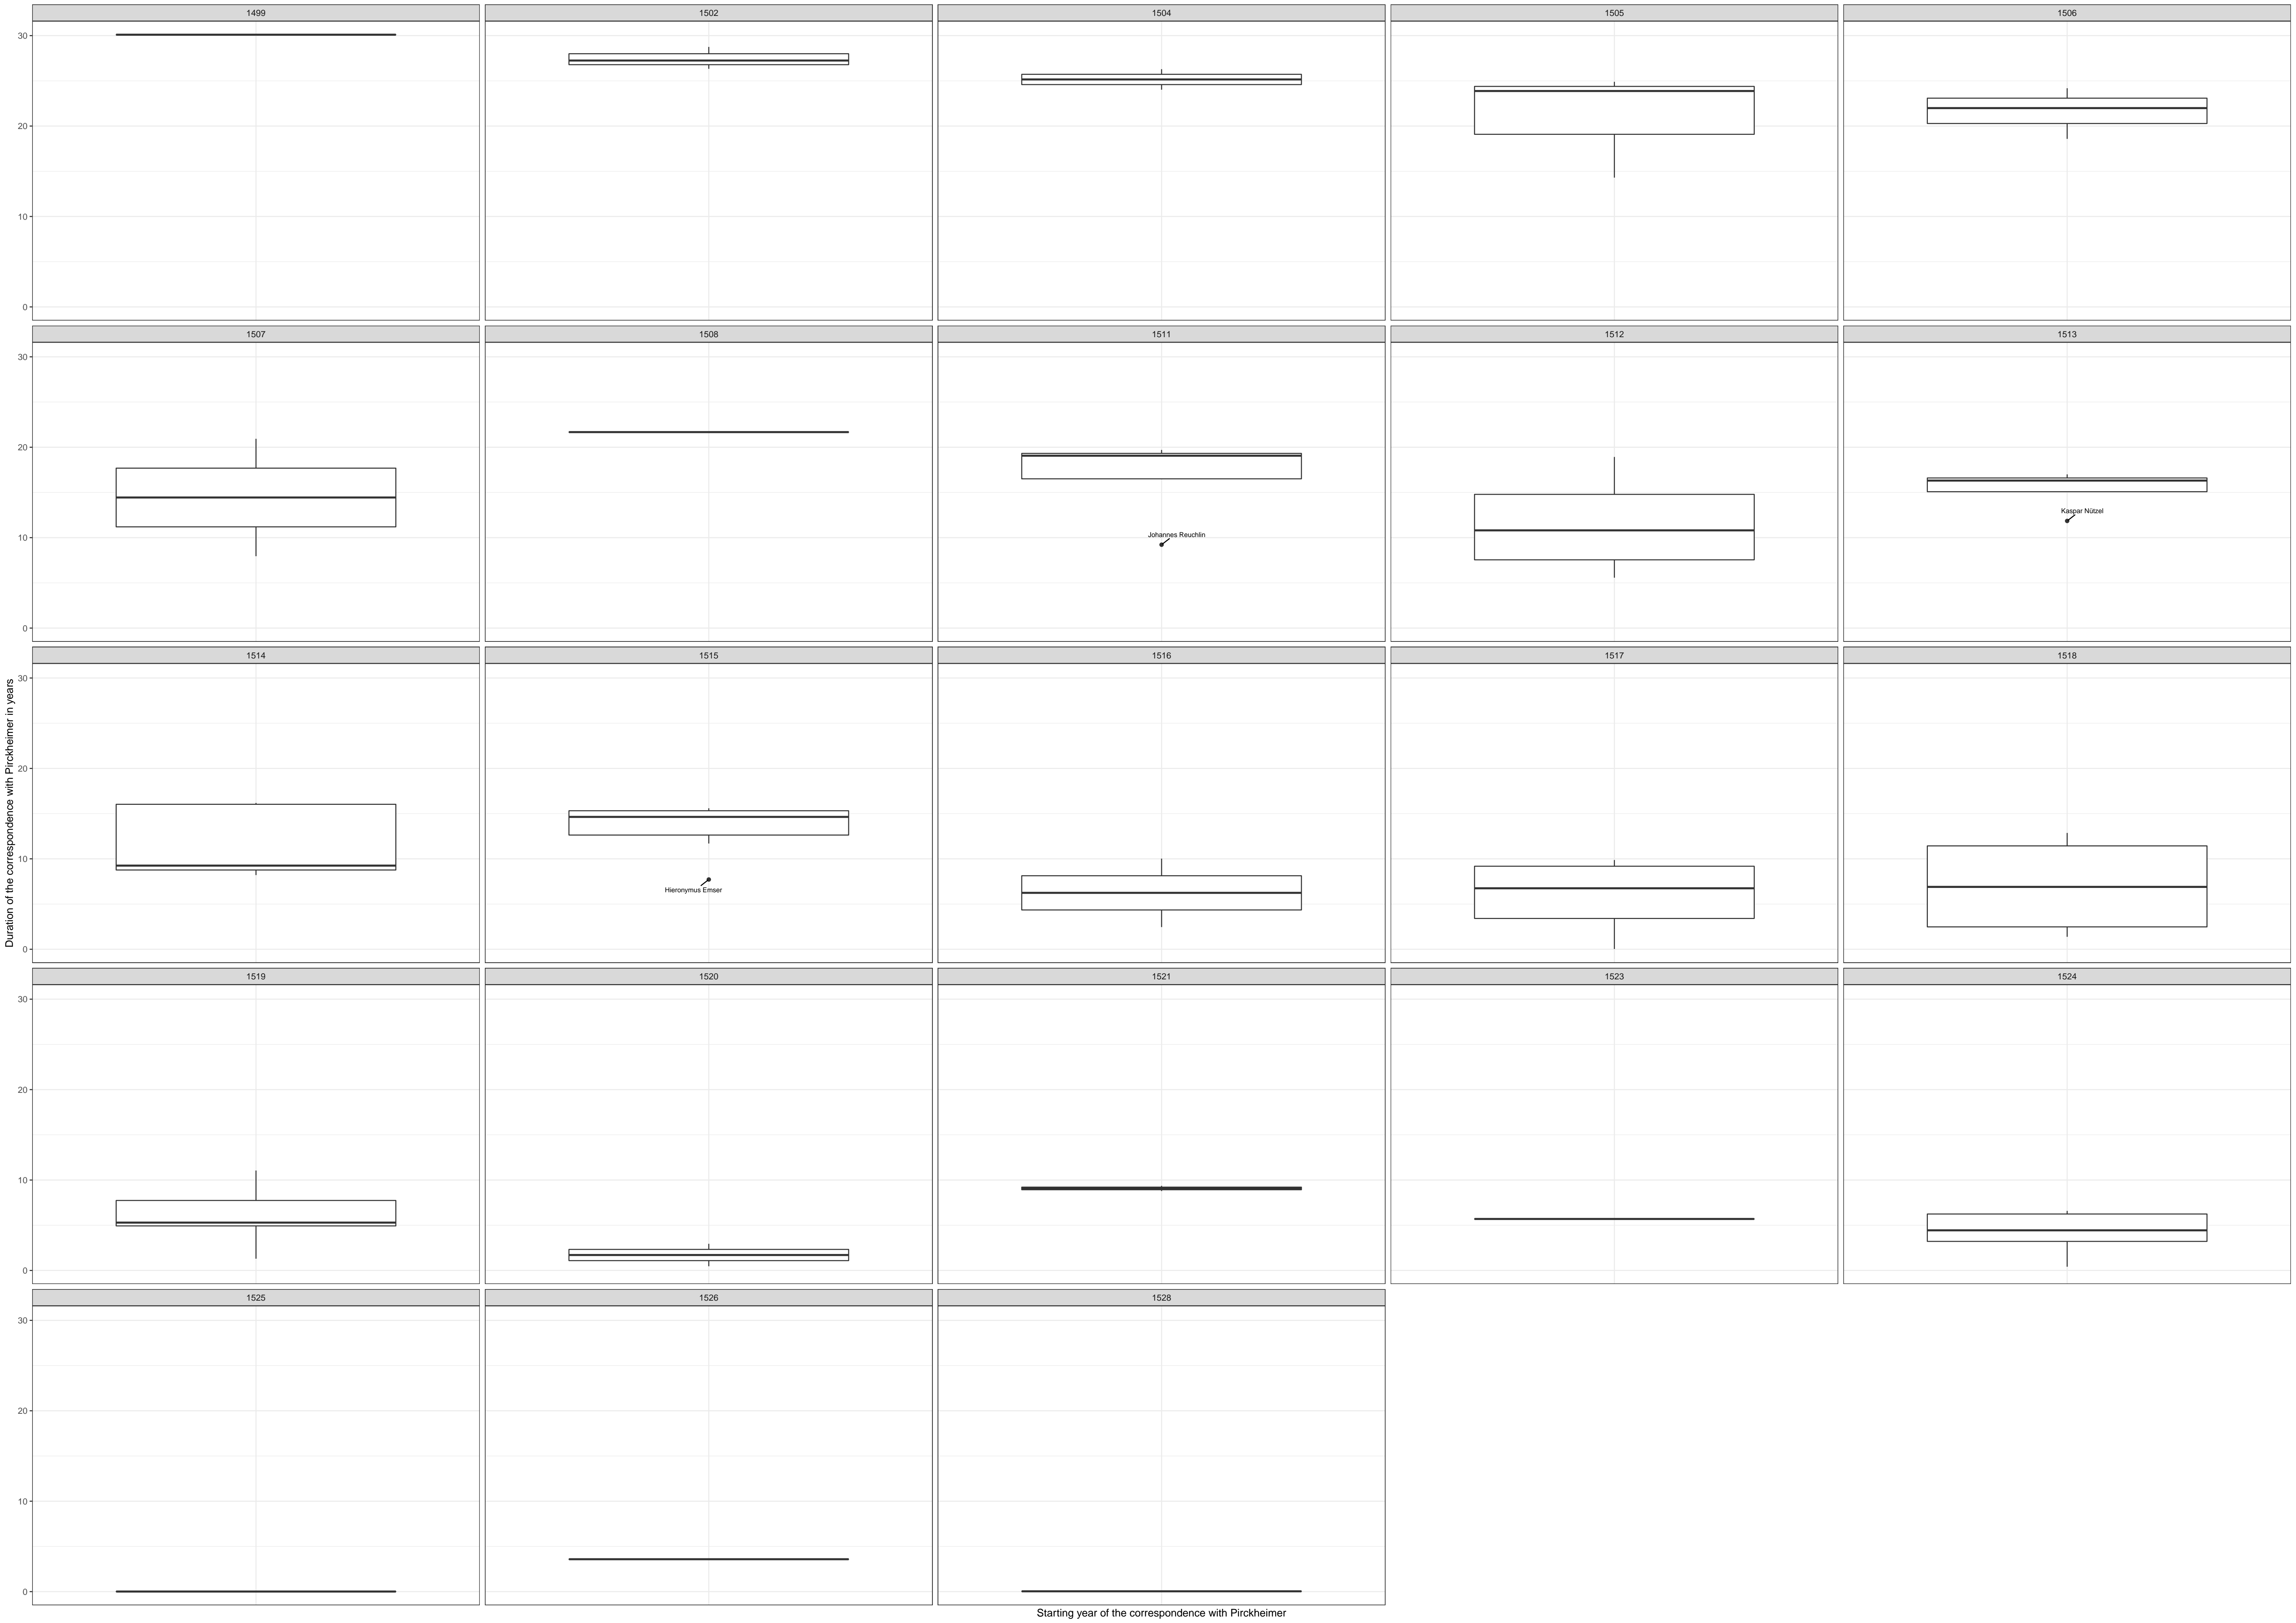 1499 1502 1504 1505 1506
30
20
10
0
1507 1508 1511 1512 1513
30
20
10
0
Johannes Reuchlin
Kaspar Nützel
1514 1515 1516 1517 1518
30
20
10
0
Hieronymus Emser
Duration of the correspondence with Pirckheimer in years
1519 1520 1521 1523 1524
30
20
10
0
1525 1526 1528
30
20
10
0
Starting year of the correspondence with Pirckheimer